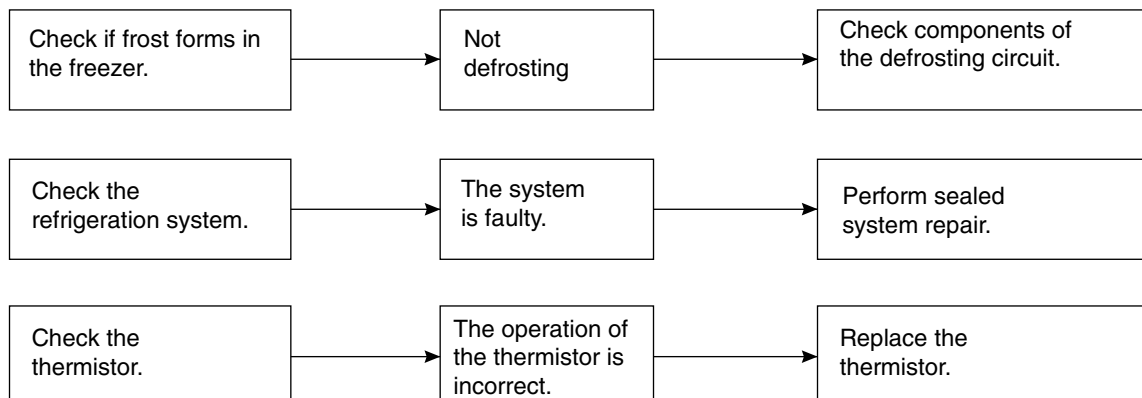 Check if frost forms in
the freezer.
Not
defrosting
Check components of
the defrosting circuit.
Check the
refrigeration system.
The system
is faulty.
Perform sealed
system repair.
Check the
thermistor.
The operation of
the thermistor is
incorrect.
Replace the
thermistor.